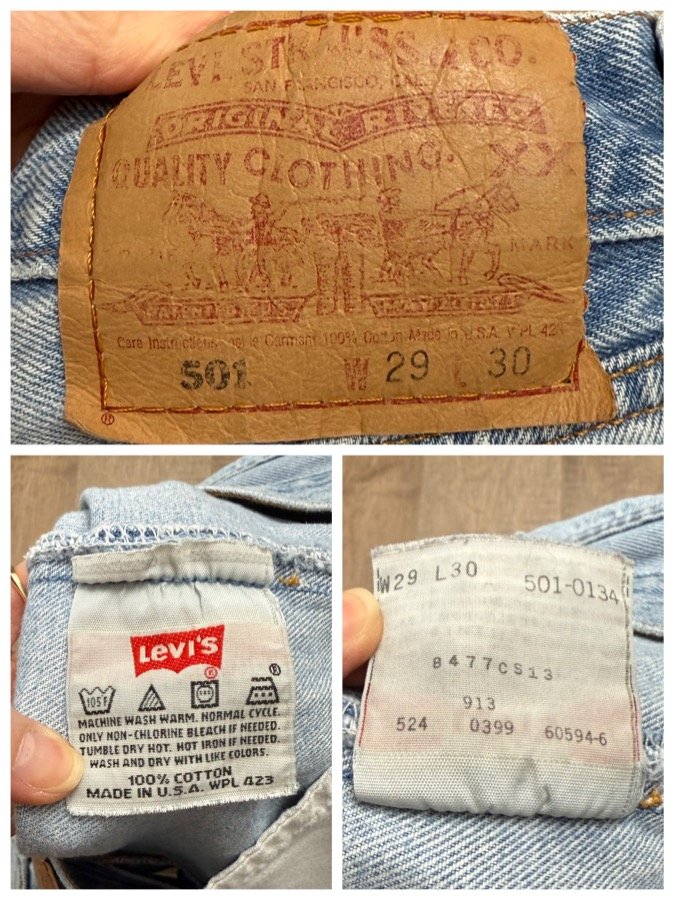 LEVI STRAUSS & CO.
SAN FRANCISCO, CAL.
ORIGINAL RIVETED
QUALITY CLOTHING. XX
MARK
Care Instructions Inside Garment 100% Cotton Made in U.S.A. WPL 423
501 W 29 L 30
®
LEVI'S
®
105F
®
MACHINE WASH WARM. NORMAL CYCLE.
ONLY NON-CHLORINE BLEACH IF NEEDED.
TUMBLE DRY HOT. HOT IRON IF NEEDED.
WASH AND DRY WITH LIKE COLORS.
100% COTTON
MADE IN U.S.A. WPL 423
W29 L30 501-0134
8477CS13
913
524 0399 60594-6